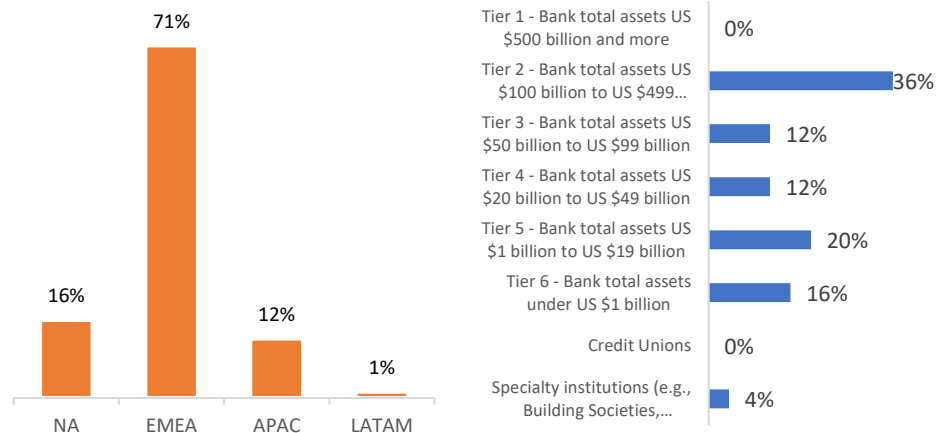 71%
16%
12%
1%
NA
EMEA
APAC
LATAM
Tier 1 - Bank total assets US
$500 billion and more
0%
Tier 2 - Bank total assets US
$100 billion to US $499...
36%
Tier 3 - Bank total assets US
$50 billion to US $99 billion
12%
Tier 4 - Bank total assets US
$20 billion to US $49 billion
12%
Tier 5 - Bank total assets US
$1 billion to US $19 billion
20%
Tier 6 - Bank total assets
under US $1 billion
16%
Credit Unions
0%
Specialty institutions (e.g.,
Building Societies,...
4%